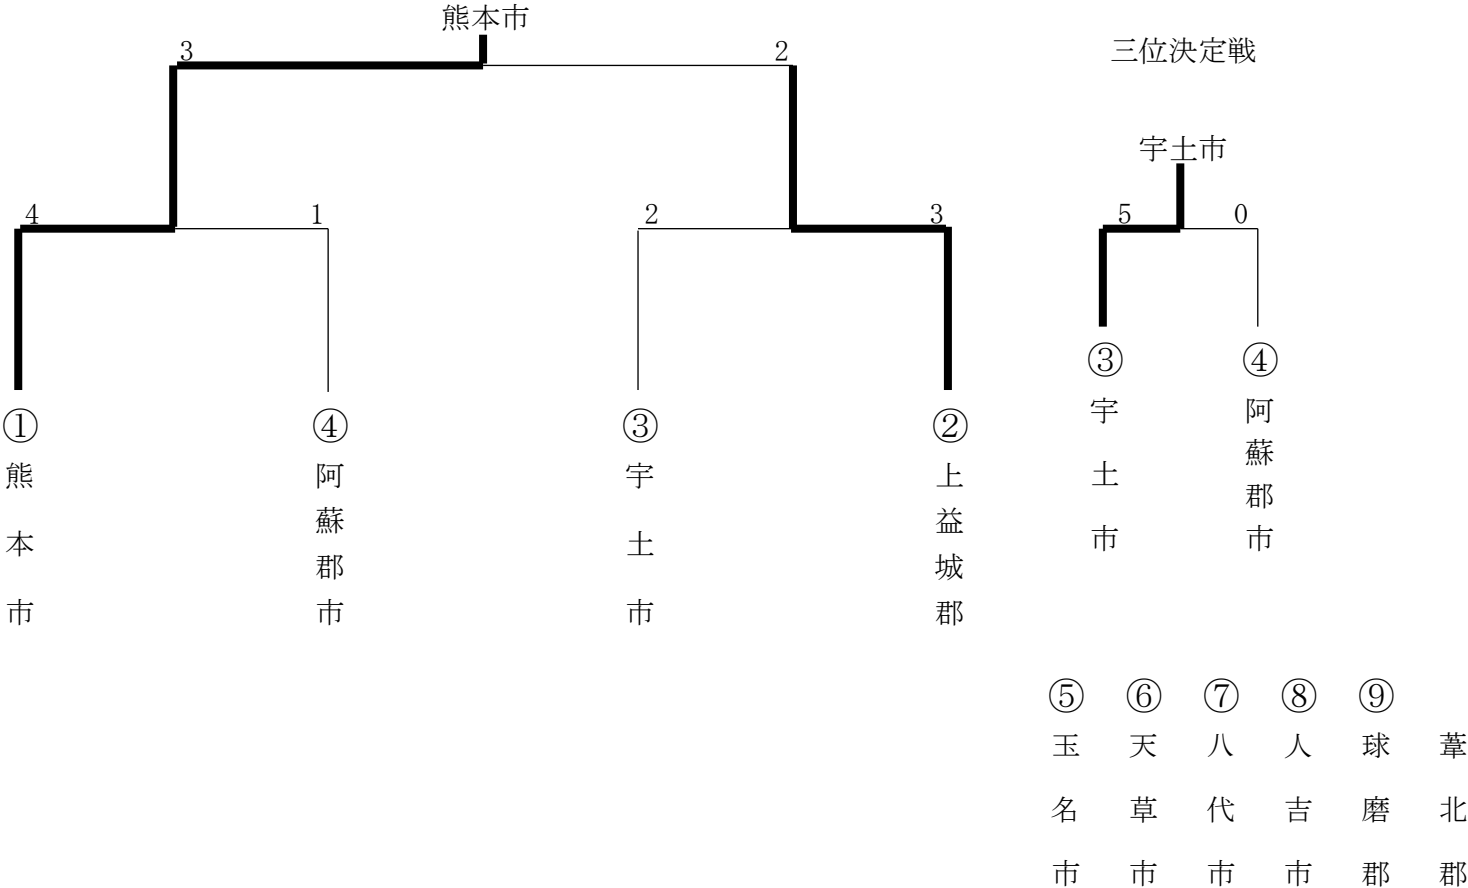 熊本市
3
2
三位決定戦
宇土市
4
1
2
3
5
0
③
宇土市
④
阿蘇郡市
①
熊本市
④
阿蘇郡市
③
宇土市
②
上益城郡
⑤
玉名市
⑥
天草市
⑦
八代市
⑧
人吉市
⑨
球磨郡
葦北郡